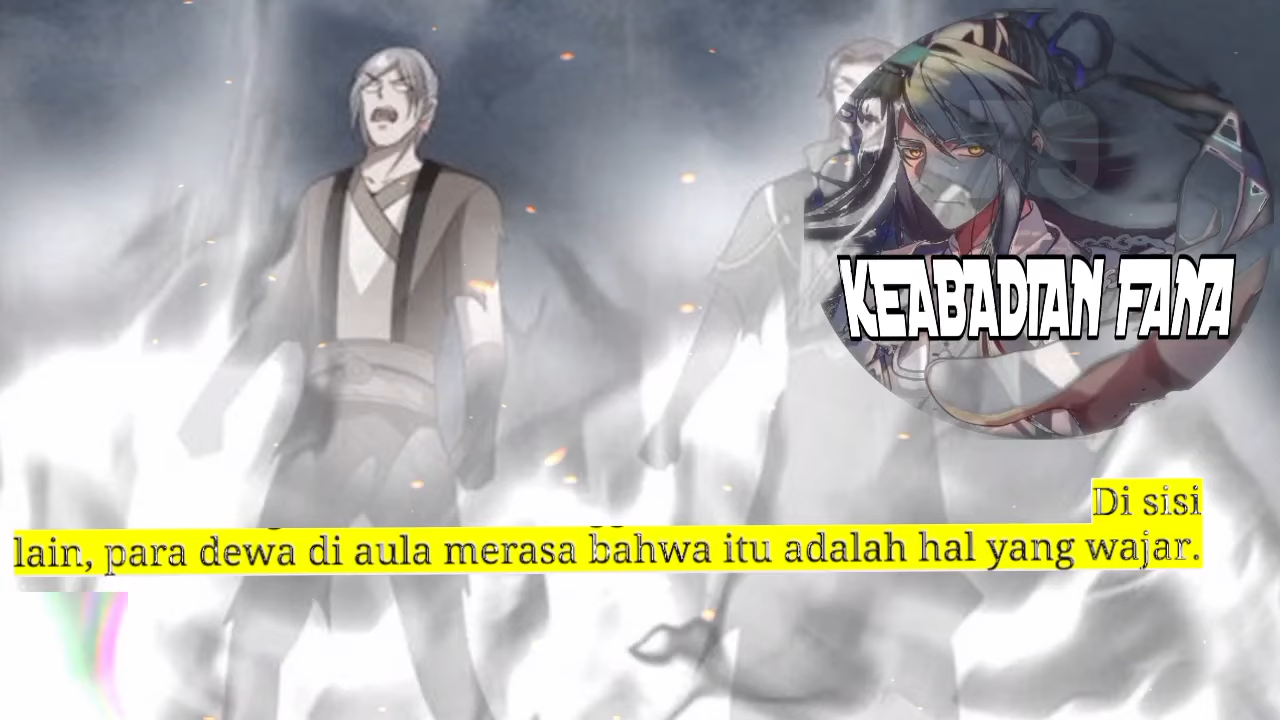 KEABADIAN FANA
Di sisi
lain, para dewa di aula merasa bahwa itu adalah hal yang wajar.